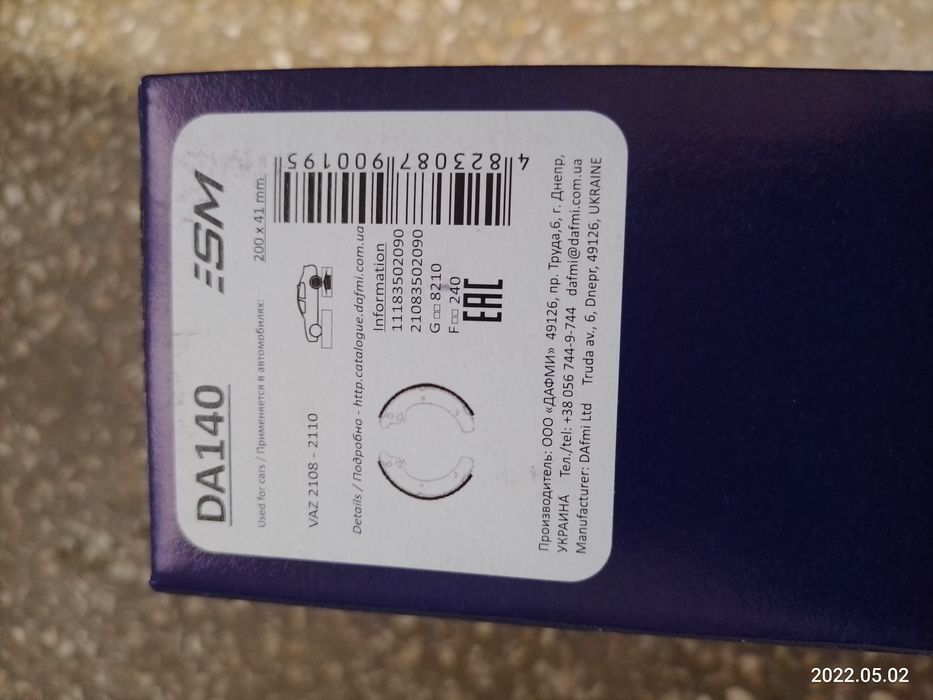 DA140
ESM
Used for cars / Применяется в автомобилях:
200 x 41 mm
VAZ 2108 - 2110
Details / Подробно - http.catalogue.dafmi.com.ua
Information
11183502090
21083502090
G □□ 8210
F□□ 240
EAC
4 823087 900195
Производитель: ООО «ДАФМИ» 49126, пр. Труда,6, г. Днепр,
УКРАИНА Тел./tel: +38 056 744-9-744 dafmi@dafmi.com.ua
Manufacturer: DAfmi Ltd Truda av., 6, Dnepr, 49126, UKRAINE
2022.05.02